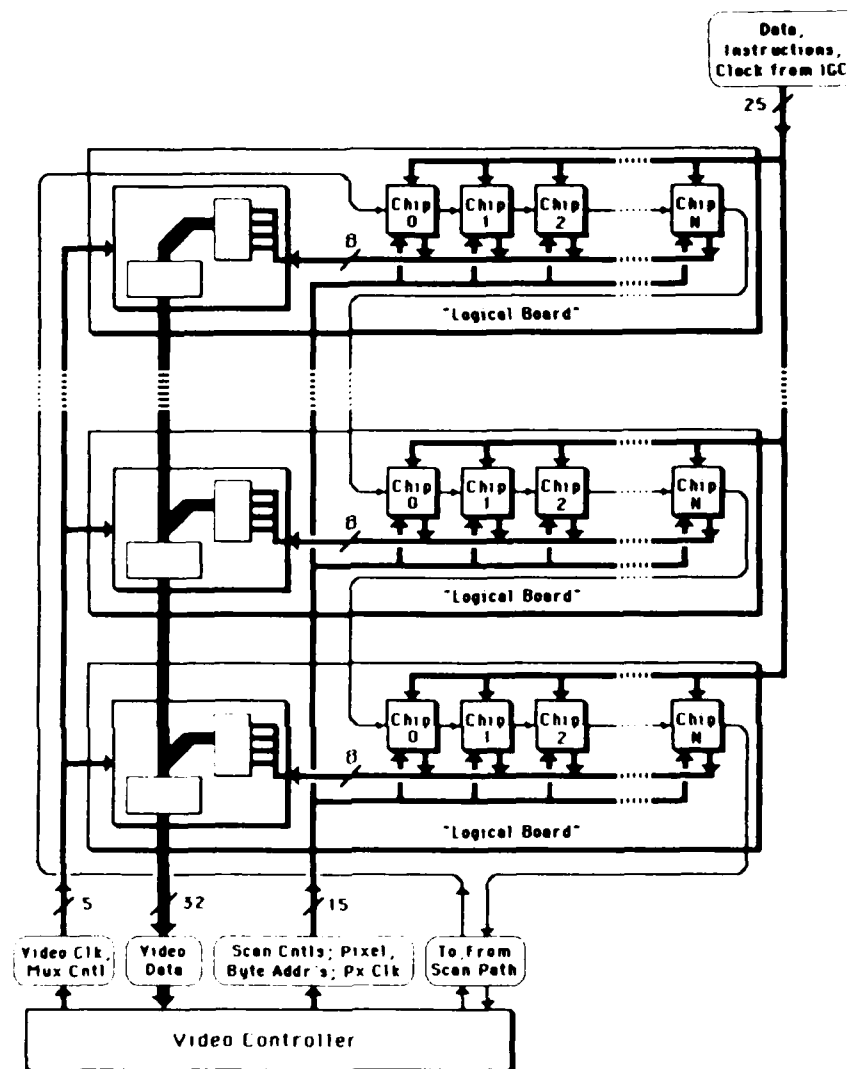 Data,
Instructions,
Clock from IGC
25
Chip 0
Chip 1
Chip 2
Chip N
8
"Logical Board"
Chip 0
Chip 1
Chip 2
Chip N
8
"Logical Board"
Chip 0
Chip 1
Chip 2
Chip N
8
"Logical Board"
5
32
15
Video Clk,
Mux Cntl
Video
Data
Scan Cntls; Pixel,
Byte Addr's; Px Clk
To, From
Scan Path
Video Controller